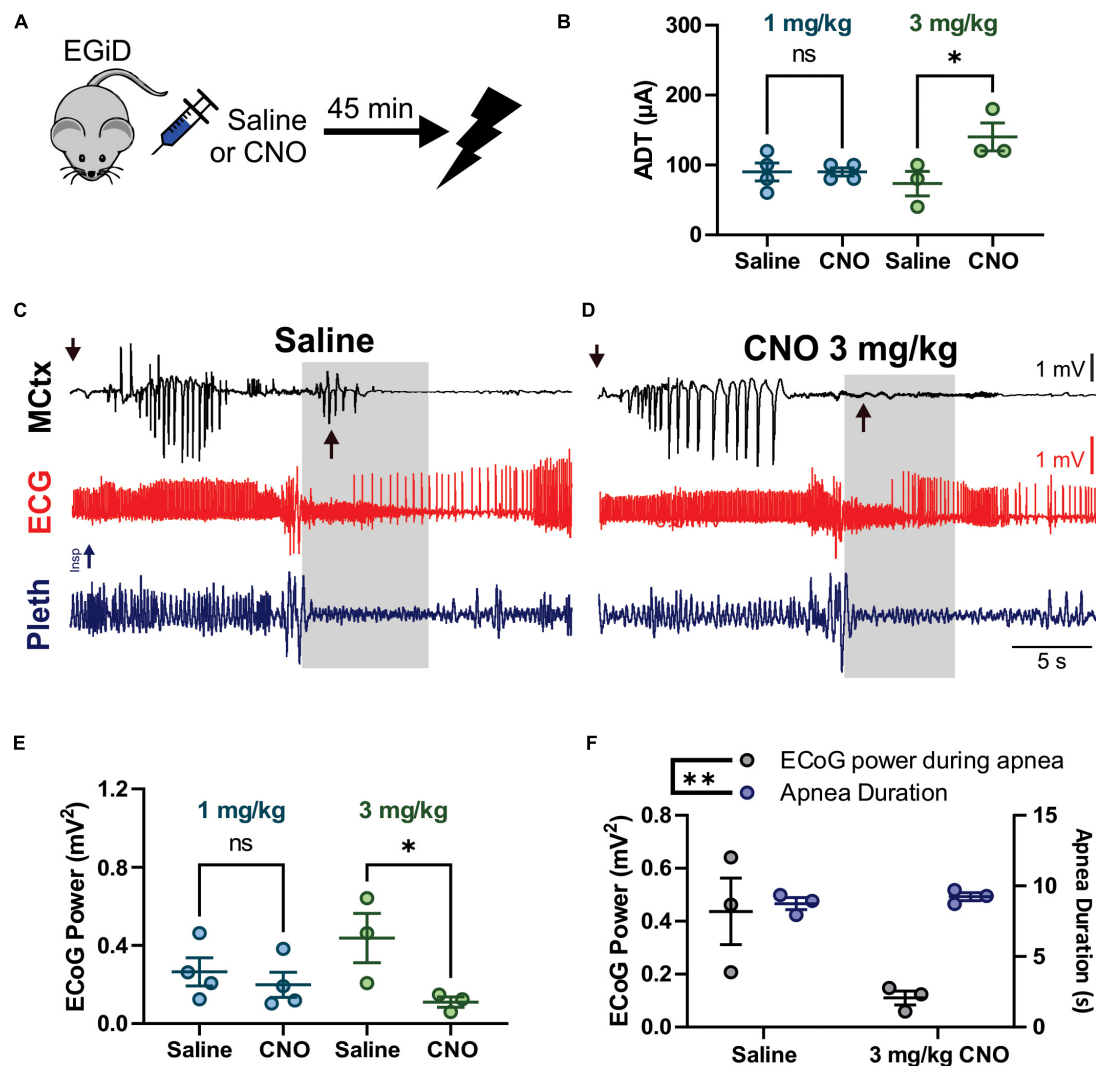 A
EGiD
Saline
or CNO
45 min
B
ADT (µA)
300
200
100
0
1 mg/kg
3 mg/kg
ns
*
Saline
CNO
Saline
CNO
C
Saline
MCtx
ECG
Insp
Pleth
D
CNO 3 mg/kg
1 mV
1 mV
5 s
E
ECoG Power (mV²)
1.2
0.8
0.4
0.0
1 mg/kg
3 mg/kg
ns
*
Saline
CNO
Saline
CNO
F
**
ECoG power during apnea
Apnea Duration
ECoG Power (mV²)
0.8
0.6
0.4
0.2
0.0
15
10
5
0
Apnea Duration (s)
Saline
3 mg/kg CNO